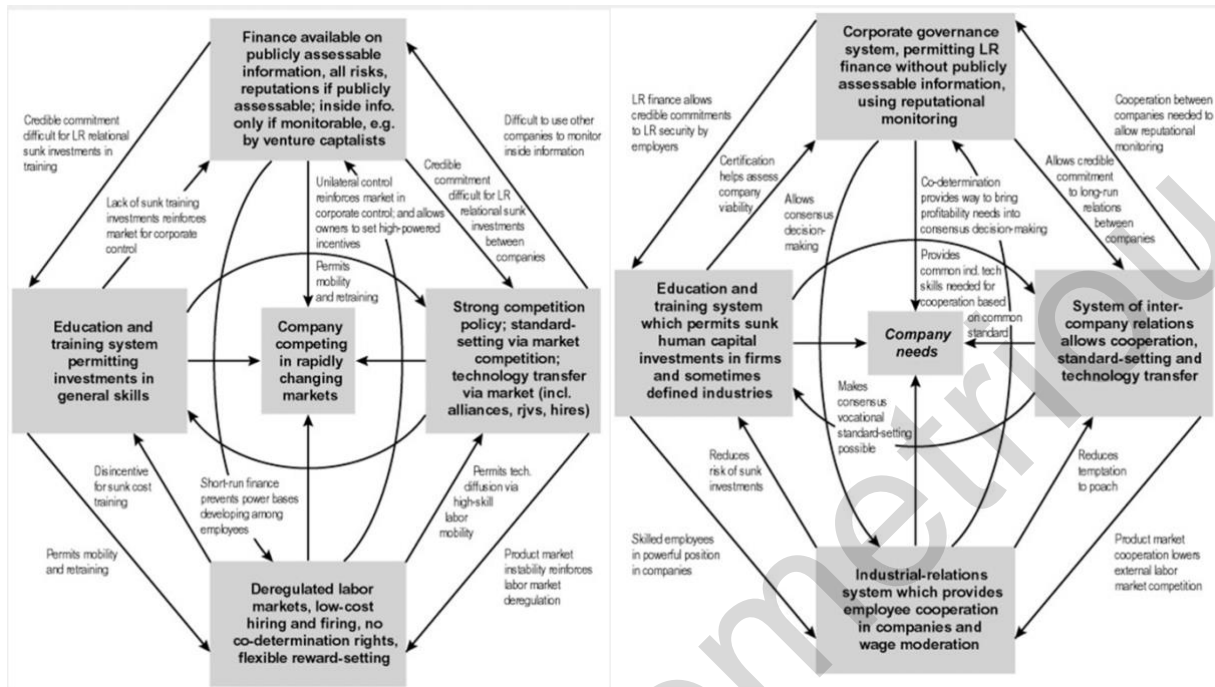 Finance available on
publicly assessable
information, all risks,
reputations if publicly
assessable; inside info.
only if monitorable, e.g.
by venture captalists
Credible commitment
difficult for LR relational
sunk investments in
training
Difficult to use other
companies to monitor
inside information
Lack of sunk training
investments reinforces
market for corporate
control
Unilateral control
reinforces market in
corporate control; and allows
owners to set high-powered
incentives
Credible
commitment
difficult for LR
relational sunk
investments
between
companies
Permits
mobility
and retraining
Education and
training system
permitting
investments in
general skills
Company
competing
in rapidly
changing
markets
Strong competition
policy; standard-
setting via market
competition;
technology transfer
via market (incl.
alliances, rjvs, hires)
Disincentive
for sunk cost
training
Short-run finance
prevents power bases
developing among
employees
Permits tech.
diffusion via
high-skill
labor
mobility
Permits mobility
and retraining
Product market
instability reinforces
labor market
deregulation
Deregulated labor
markets, low-cost
hiring and firing, no
co-determination rights,
flexible reward-setting
Corporate governance
system, permitting LR
finance without publicly
assessable information,
using reputational
monitoring
LR finance allows
credible commitments
to LR security by
employers
Cooperation between
companies needed to
allow reputational
monitoring
Certification
helps assess
company
viability
Allows
consensus
decision-
making
Co-determination
provides way to bring
profitability needs into
consensus decision-making
Allows credible
commitment
to long-run
relations
between
companies
Provides
common ind. tech
skills needed for
cooperation based
on common
standard
Education and
training system
which permits sunk
human capital
investments in firms
and sometimes
defined industries
Company
needs
System of inter-
company relations
allows cooperation,
standard-setting and
technology transfer
Makes
consensus
vocational
standard-setting
possible
Reduces
risk of sunk
investments
Reduces
temptation
to poach
Skilled employees
in powerful position
in companies
Product market
cooperation lowers
external labor
market competition
Industrial-relations
system which provides
employee cooperation
in companies and
wage moderation
ometriou